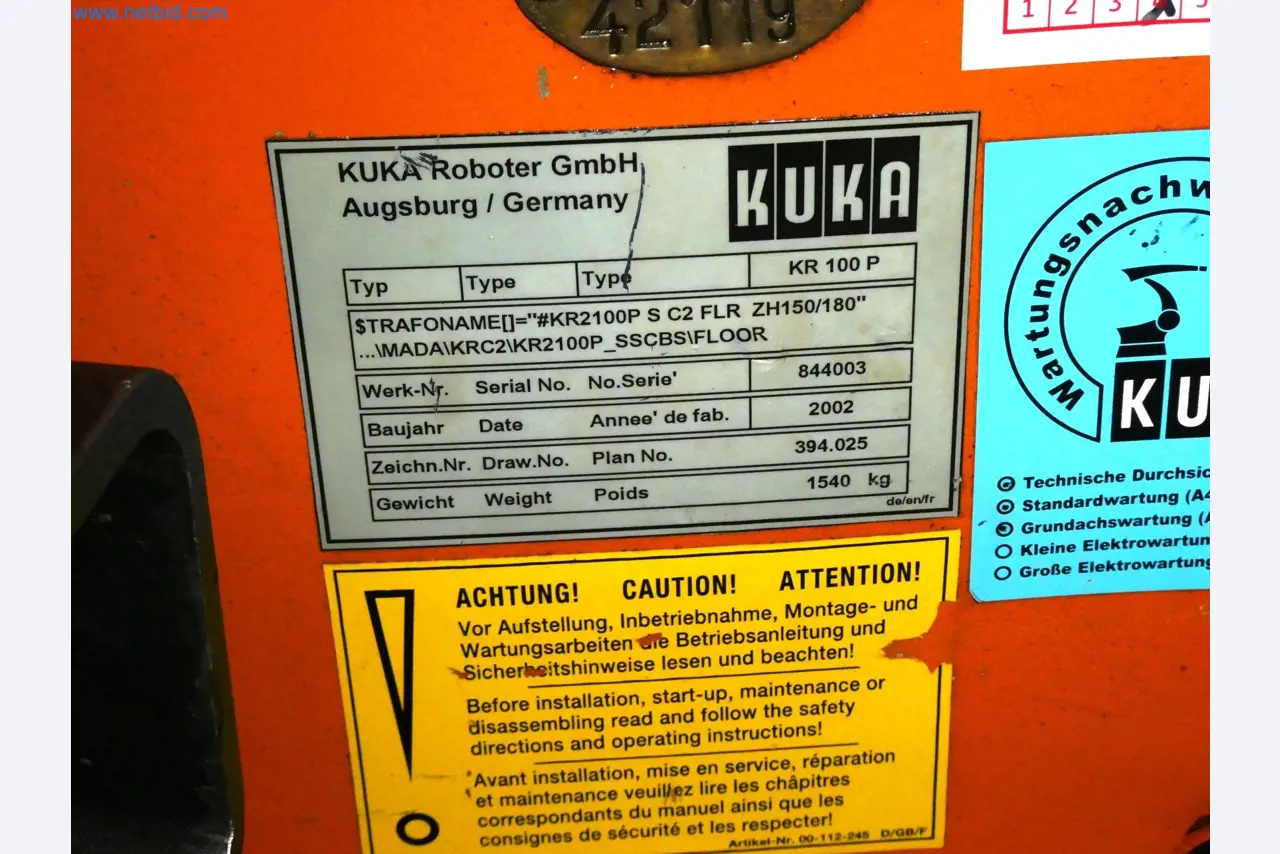 www.netbid.com
42119
1 2 3 4 5
KUKA Roboter GmbH
Augsburg / Germany
KUKA
Typ Type Type KR 100 P
$TRAFONAME[]="#KR2100P S C2 FLR ZH150/180"
...\MADA\KRC2\KR2100P_SSCBS\FLOOR
Werk-Nr. Serial No. No.Serie' 844003
Baujahr Date Annee' de fab. 2002
Zeichn.Nr. Draw.No. Plan No. 394.025
Gewicht Weight Poids 1540 kg
de/en/fr
Wartungsnachw
KU
Technische Durchsic
Standardwartung (A4
Grundachswartung (
Kleine Elektrowartun
Große Elektrowartung
ACHTUNG! CAUTION! ATTENTION!
Vor Aufstellung, Inbetriebnahme, Montage- und
Wartungsarbeiten die Betriebsanleitung und
Sicherheitshinweise lesen und beachten!
Before installation, start-up, maintenance or
disassembling read and follow the safety
directions and operating instructions!
Avant installation, mise en service, réparation
et maintenance veuillez lire les châpitres
correspondants du manuel ainsi que les
consignes de sécurité et les respecter!
Artikel-Nr. 00-112-245 D/GB/F